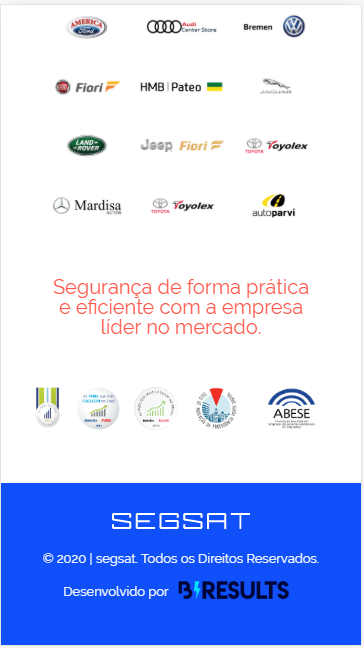 AMERICA
Ford
Audi
Center Store
Bremen
Fiori
HMB | Pateo
JAGUAR
LAND
ROVER
Jeep Fiori
TOYOTA Toyolex
Mardisa
TOYOTA Toyolex
autoparvi
Segurança de forma prática
e eficiente com a empresa
líder no mercado.
ABESE
SEGSAT
© 2020 | segsat. Todos os Direitos Reservados.
Desenvolvido por B RESULTS